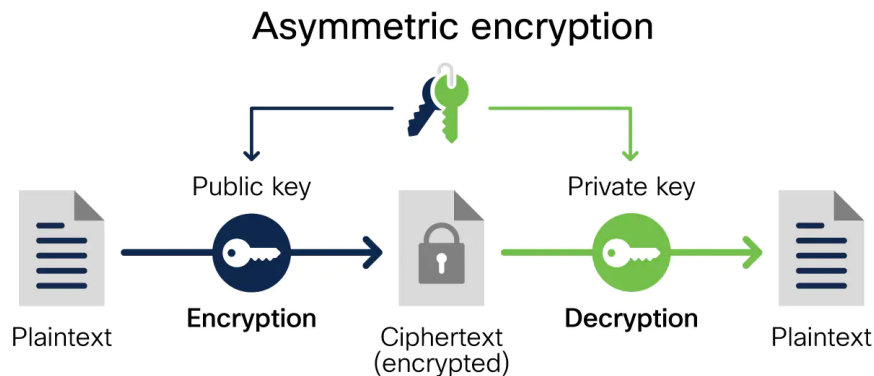 Asymmetric encryption
Public key
Private key
Encryption
Decryption
Plaintext
Ciphertext
(encrypted)
Plaintext